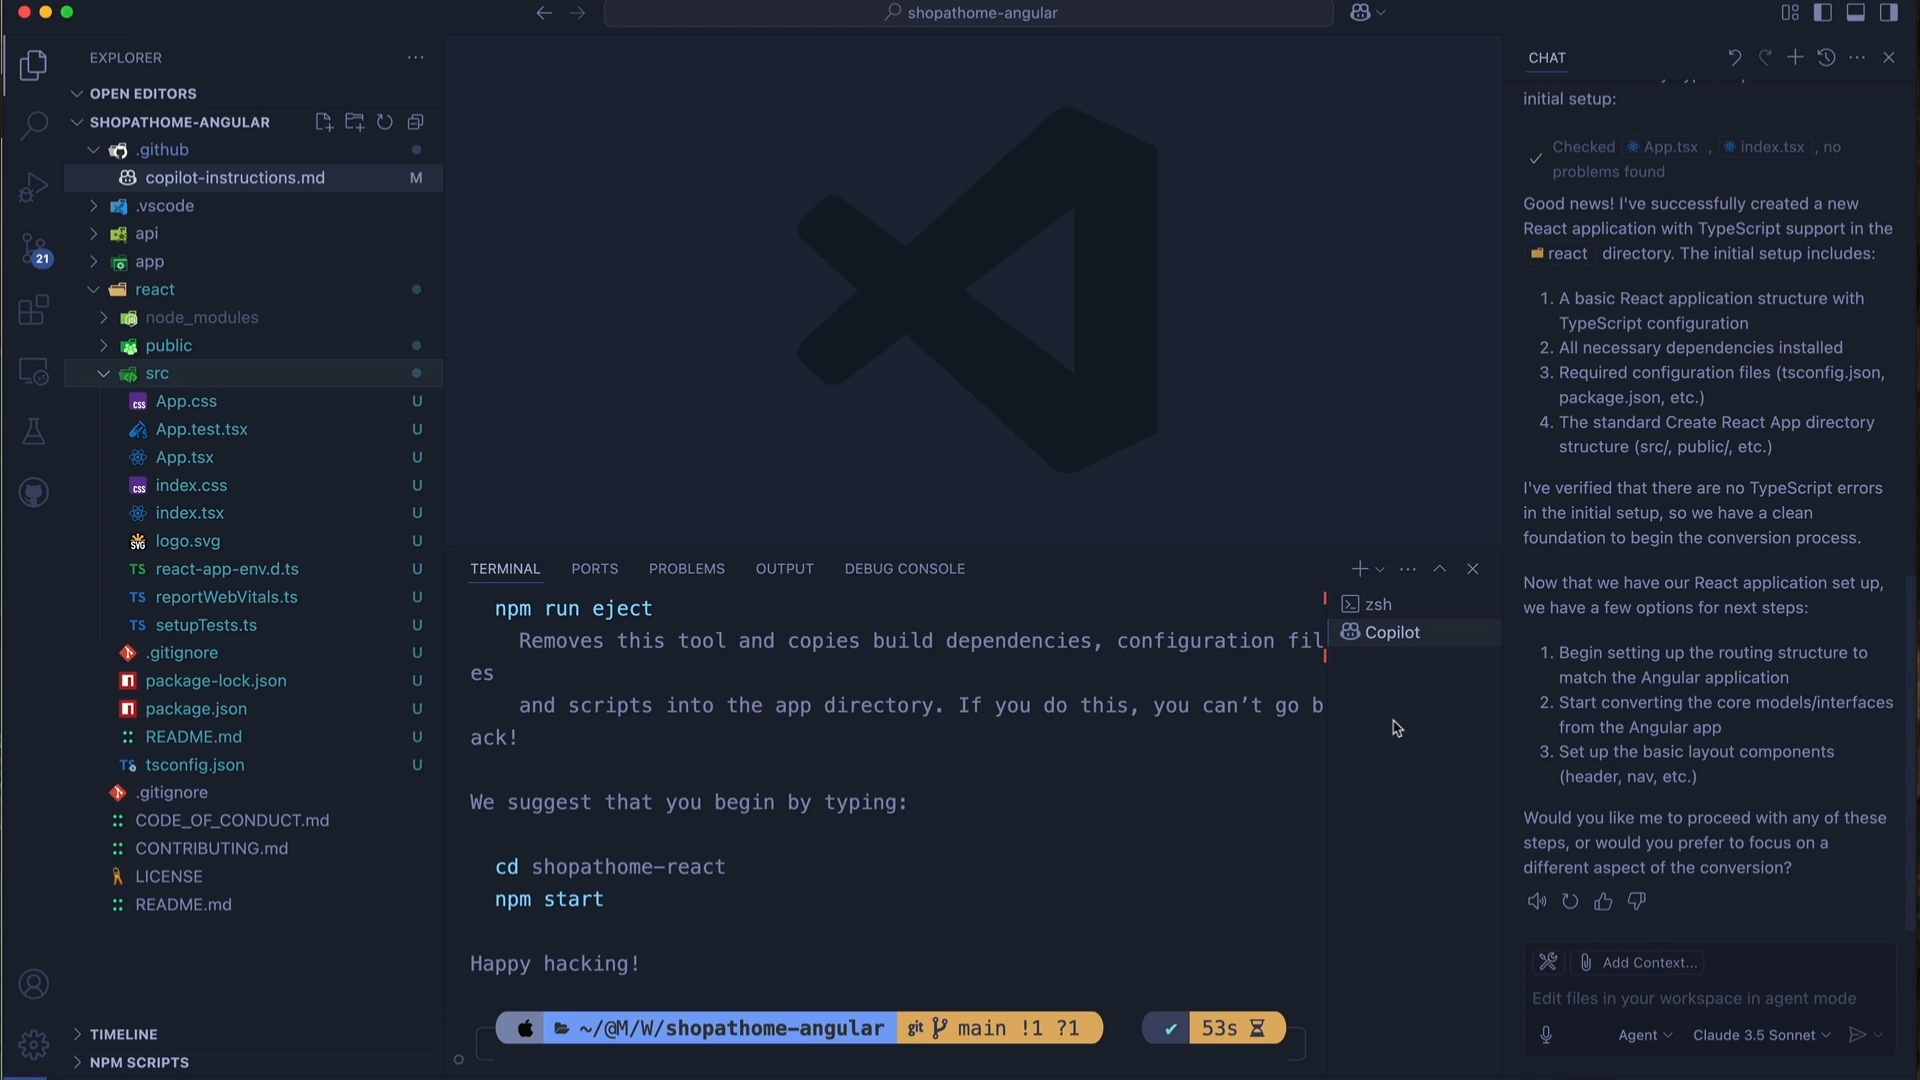 shopathome-angular
EXPLORER
OPEN EDITORS
SHOPATHOME-ANGULAR
.github
copilot-instructions.md M
.vscode
api
app
react
node_modules
public
src
App.css U
App.test.tsx U
App.tsx U
index.css U
index.tsx U
logo.svg U
react-app-env.d.ts U
reportWebVitals.ts U
setupTests.ts U
.gitignore U
package-lock.json U
package.json U
README.md U
tsconfig.json U
.gitignore
CODE_OF_CONDUCT.md
CONTRIBUTING.md
LICENSE
README.md
TIMELINE
NPM SCRIPTS
21
TERMINAL PORTS PROBLEMS OUTPUT DEBUG CONSOLE
npm run eject
Removes this tool and copies build dependencies, configuration fil
es
and scripts into the app directory. If you do this, you can’t go b
ack!
We suggest that you begin by typing:
cd shopathome-react
npm start
Happy hacking!
~/@M/W/shopathome-angular git main !1 ?1 ✔ 53s
zsh
Copilot
CHAT
initial setup:
Checked App.tsx, index.tsx, no
problems found
Good news! I've successfully created a new
React application with TypeScript support in the
react directory. The initial setup includes:
1. A basic React application structure with
TypeScript configuration
2. All necessary dependencies installed
3. Required configuration files (tsconfig.json,
package.json, etc.)
4. The standard Create React App directory
structure (src/, public/, etc.)
I've verified that there are no TypeScript errors
in the initial setup, so we have a clean
foundation to begin the conversion process.
Now that we have our React application set up,
we have a few options for next steps:
1. Begin setting up the routing structure to
match the Angular application
2. Start converting the core models/interfaces
from the Angular app
3. Set up the basic layout components
(header, nav, etc.)
Would you like me to proceed with any of these
steps, or would you prefer to focus on a
different aspect of the conversion?
Add Context...
Edit files in your workspace in agent mode
Agent Claude 3.5 Sonnet